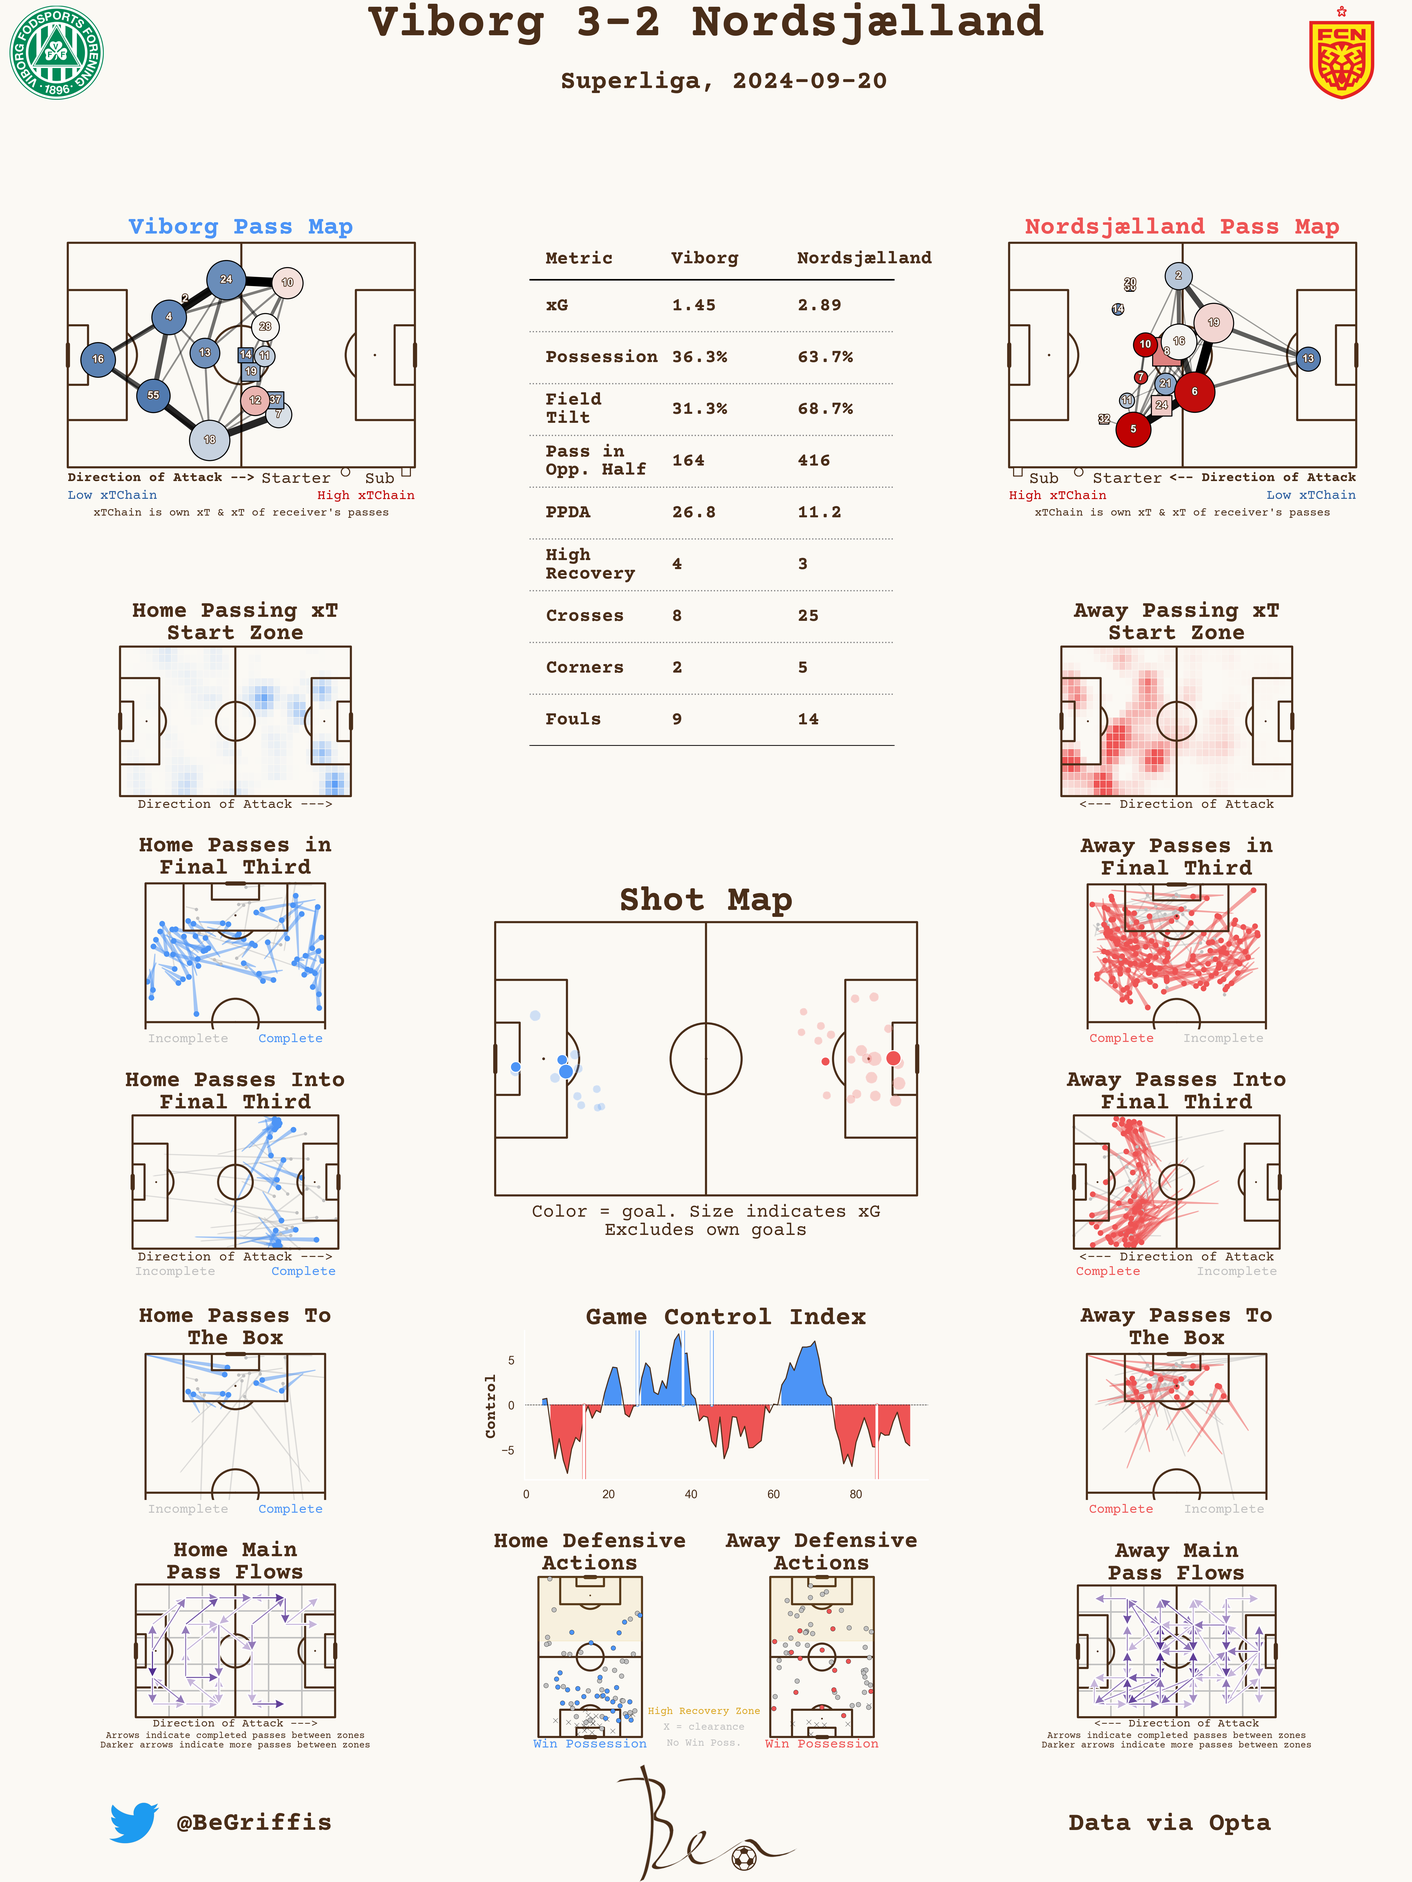 Viborg 3-2 Nordsjælland
Superliga, 2024-09-20
VIBORG FODSPORTS FORENING
VFF
·1896·
FCN
Viborg Pass Map
24
10
2
4
28
13
14
11
16
19
55
12
37
7
18
Direction of Attack --> Starter Sub
Low xTChain High xTChain
xTChain is own xT & xT of receiver's passes
Metric Viborg Nordsjælland
xG 1.45 2.89
Possession 36.3% 63.7%
Field
Tilt 31.3% 68.7%
Pass in
Opp. Half 164 416
PPDA 26.8 11.2
High
Recovery 4 3
Crosses 8 25
Corners 2 5
Fouls 9 14
Nordsjælland Pass Map
2
20
14
19
10
16
8
13
7
21
6
11
24
32
5
Sub Starter <-- Direction of Attack
High xTChain Low xTChain
xTChain is own xT & xT of receiver's passes
Home Passing xT
Start Zone
Direction of Attack --->
Away Passing xT
Start Zone
<--- Direction of Attack
Home Passes in
Final Third
Incomplete Complete
Shot Map
Color = goal. Size indicates xG
Excludes own goals
Away Passes in
Final Third
Complete Incomplete
Home Passes Into
Final Third
Direction of Attack --->
Incomplete Complete
Away Passes Into
Final Third
<--- Direction of Attack
Complete Incomplete
Home Passes To
The Box
Incomplete Complete
Game Control Index
Control
5
0
−5
0 20 40 60 80
Away Passes To
The Box
Complete Incomplete
Home Main
Pass Flows
Direction of Attack --->
Arrows indicate completed passes between zones
Darker arrows indicate more passes between zones
Home Defensive
Actions
Win Possession
High Recovery Zone
X = clearance
No Win Poss.
Away Defensive
Actions
Win Possession
Away Main
Pass Flows
<--- Direction of Attack
Arrows indicate completed passes between zones
Darker arrows indicate more passes between zones
@BeGriffis
Ben
Data via Opta